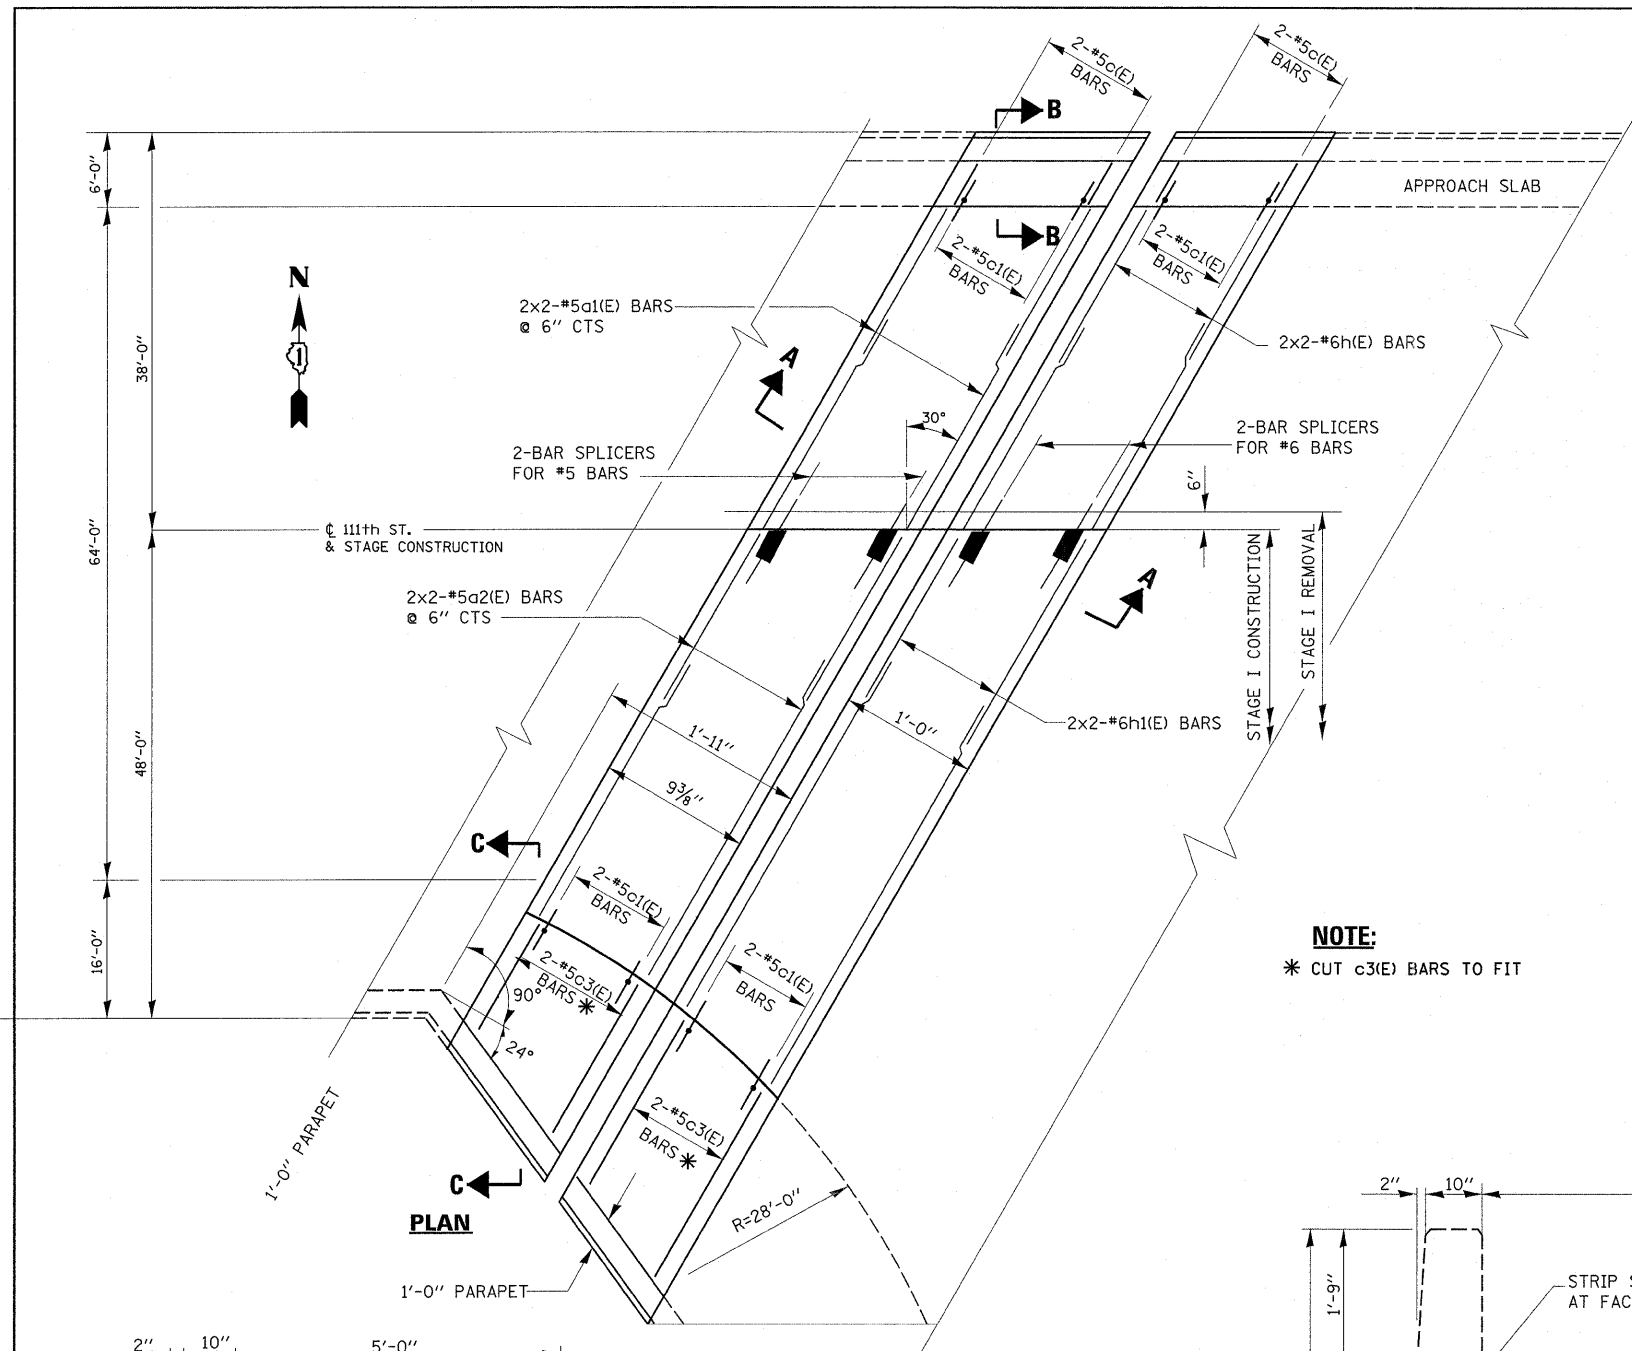 2-#5c(E)
BARS
2-#5c(E)
BARS
B
6'-0"
APPROACH SLAB
B
2-#5c1(E)
BARS
2-#5c1(E)
BARS
N
1
2x2-#5a1(E) BARS
@ 6" CTS
38'-0"
2x2-#6h(E) BARS
A
30°
2-BAR SPLICERS
FOR #5 BARS
2-BAR SPLICERS
FOR #6 BARS
6"
℄ 111th ST.
& STAGE CONSTRUCTION
64'-0"
STAGE I CONSTRUCTION
STAGE I REMOVAL
A
2x2-#5a2(E) BARS
@ 6" CTS
1'-11"
1'-0"
2x2-#6h1(E) BARS
48'-0"
9⅜"
C
2-#5c1(E)
BARS
16'-0"
2-#5c3(E)
BARS *
90°
24°
2-#5c1(E)
BARS
NOTE:
* CUT c3(E) BARS TO FIT
1'-0" PARAPET
2-#5c3(E)
BARS *
C
PLAN
R=28'-0"
1'-0" PARAPET
2" 10"
1'-9"
STRIP S
AT FAC
2" 10" 5'-0"